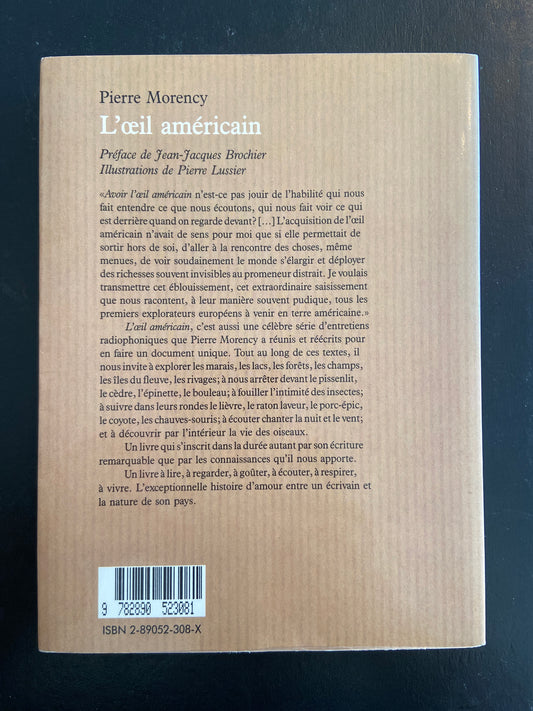 Pierre Morency
L'œil américain
Préface de Jean-Jacques Brochier
Illustrations de Pierre Lussier
«Avoir l'œil américain n'est-ce pas jouir de l'habilité qui nous
fait entendre ce que nous écoutons, qui nous fait voir ce qui
est derrière quand on regarde devant? [...] L'acquisition de l'œil
américain n'avait de sens pour moi que si elle permettait de
sortir hors de soi, d'aller à la rencontre des choses, même
menues, de voir soudainement le monde s'élargir et déployer
des richesses souvent invisibles au promeneur distrait. Je voulais
transmettre cet éblouissement, cet extraordinaire saisissement
que nous racontent, à leur manière souvent pudique, tous les
premiers explorateurs européens à venir en terre américaine.»
L'œil américain, c'est aussi une célèbre série d'entretiens
radiophoniques que Pierre Morency a réunis et réécrits pour
en faire un document unique. Tout au long de ces textes, il
nous invite à explorer les marais, les lacs, les forêts, les champs,
les îles du fleuve, les rivages; à nous arrêter devant le pissenlit,
le cèdre, l'épinette, le bouleau; à fouiller l'intimité des insectes;
à suivre dans leurs rondes le lièvre, le raton laveur, le porc-épic,
le coyote, les chauves-souris; à écouter chanter la nuit et le vent;
et à découvrir par l'intérieur la vie des oiseaux.
Un livre qui s'inscrit dans la durée autant par son écriture
remarquable que par les connaissances qu'il nous apporte.
Un livre à lire, à regarder, à goûter, à écouter, à respirer,
à vivre. L'exceptionnelle histoire d'amour entre un écrivain et
la nature de son pays.
9 782890 523081
ISBN 2-89052-308-X